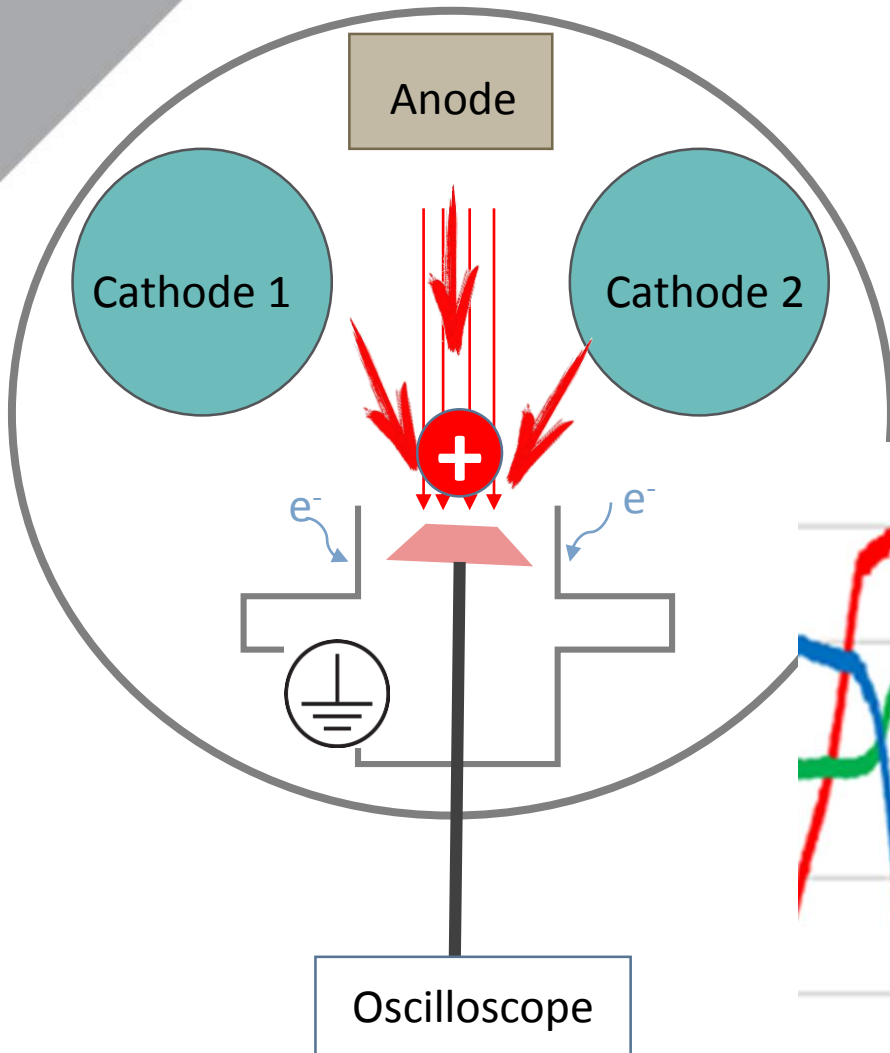 Anode
Cathode 1
Cathode 2
+
e⁻
e⁻
Oscilloscope